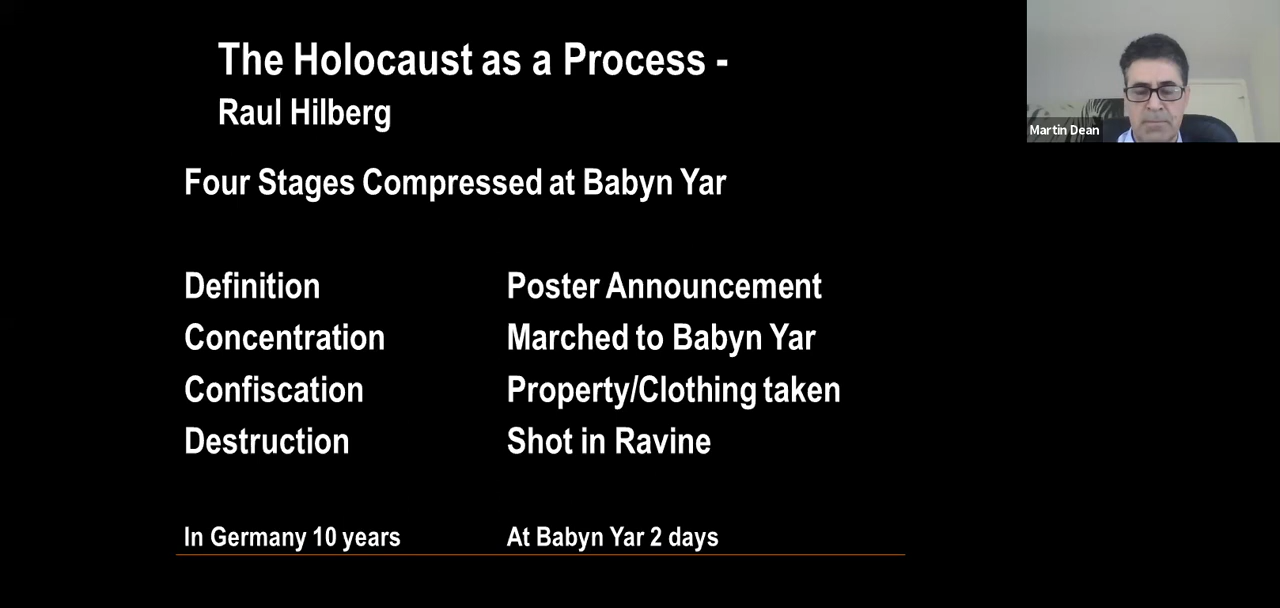 The Holocaust as a Process -
Raul Hilberg
Martin Dean
Four Stages Compressed at Babyn Yar
Definition Poster Announcement
Concentration Marched to Babyn Yar
Confiscation Property/Clothing taken
Destruction Shot in Ravine
In Germany 10 years At Babyn Yar 2 days